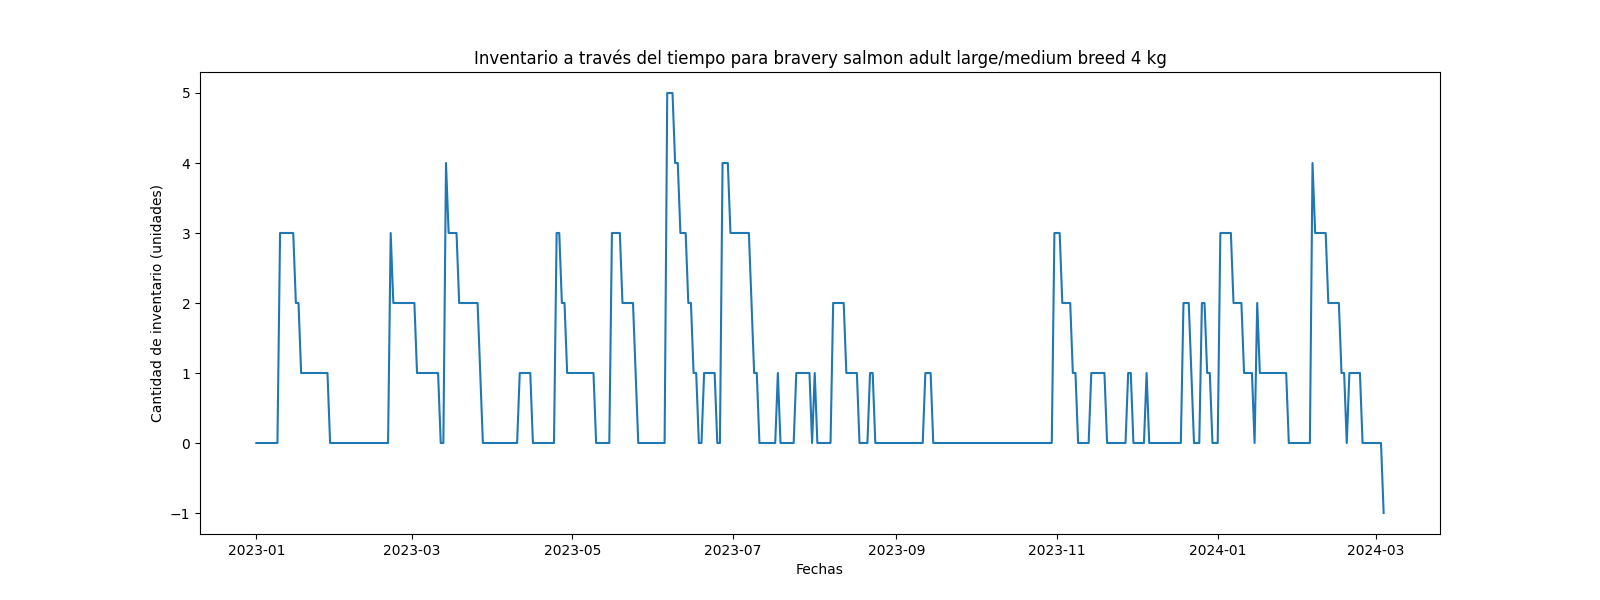 Inventario a través del tiempo para bravery salmon adult large/medium breed 4 kg
Cantidad de inventario (unidades)
5
4
3
2
1
0
−1
2023-01 2023-03 2023-05 2023-07 2023-09 2023-11 2024-01 2024-03
Fechas